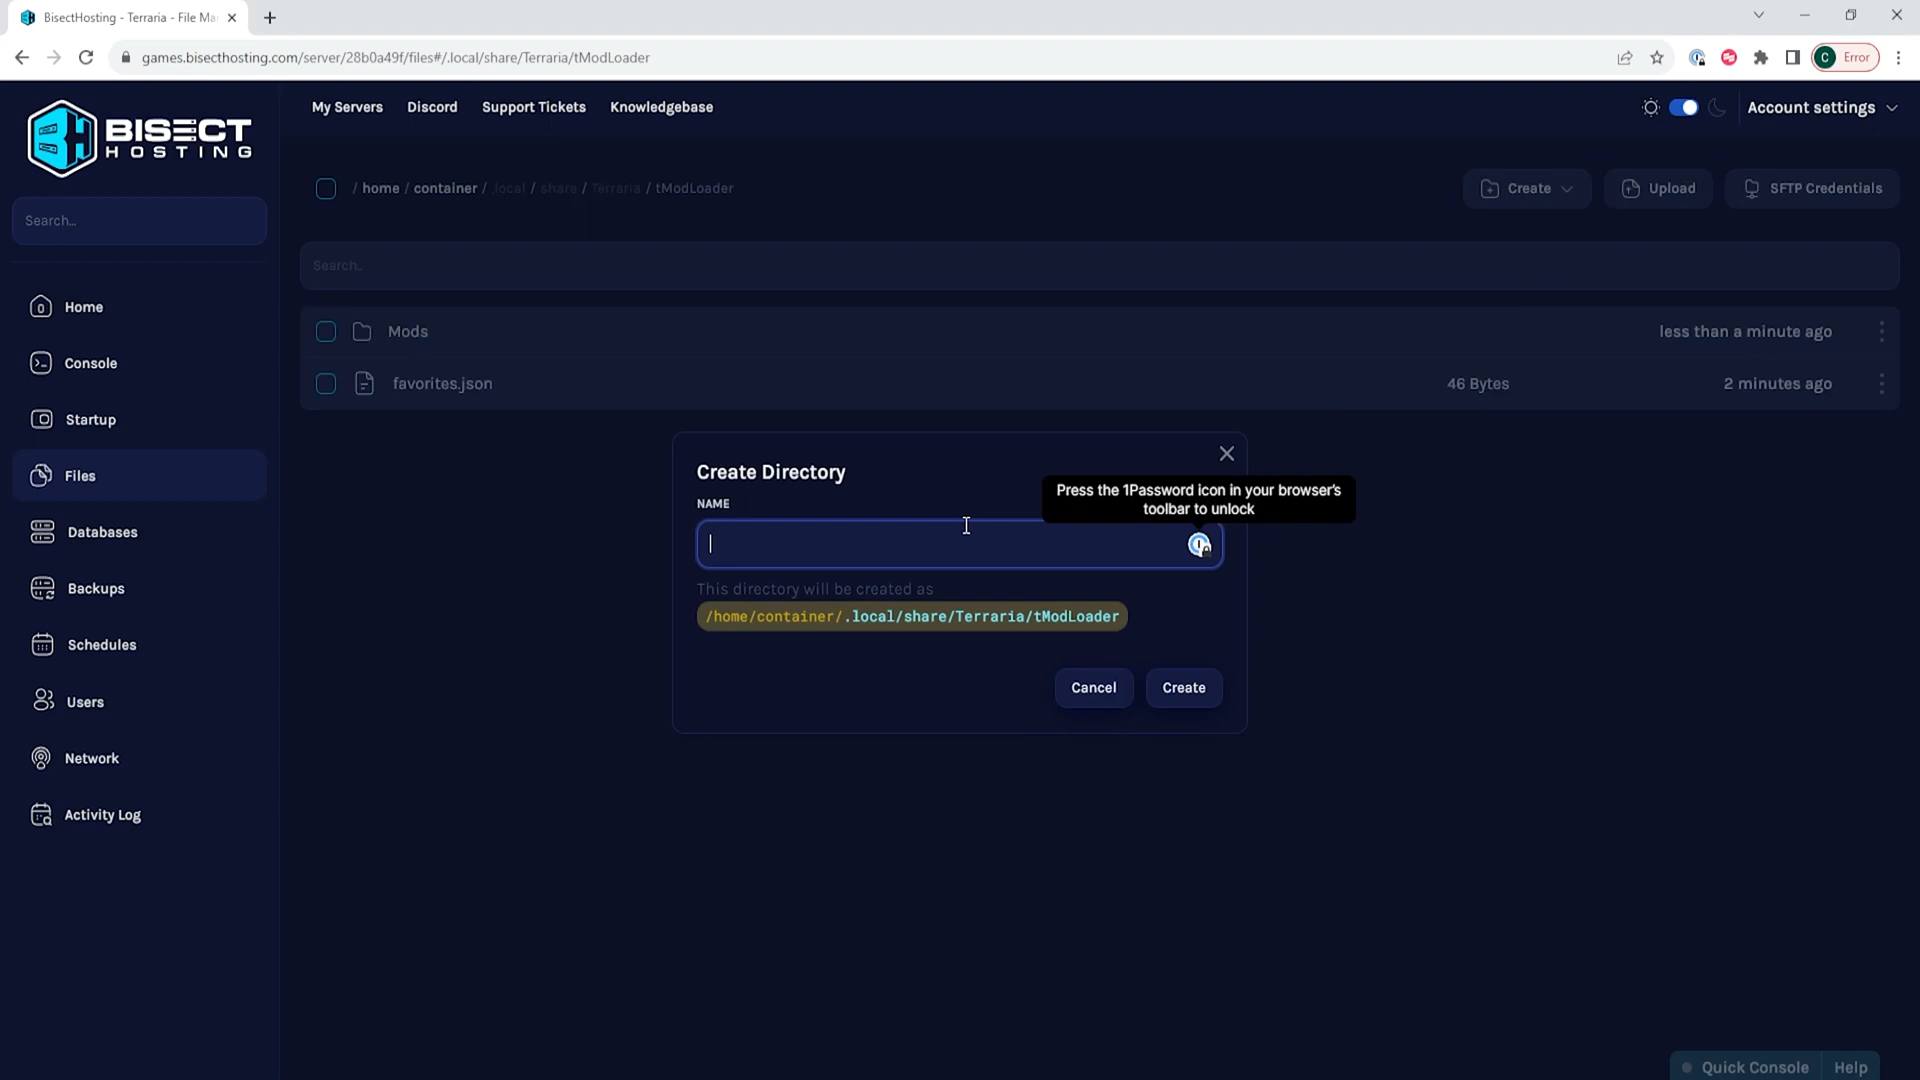 BisectHosting - Terraria - File Ma
games.bisecthosting.com/server/28b0a49f/files#/.local/share/Terraria/tModLoader
C Error
BISECT
HOSTING
My Servers Discord Support Tickets Knowledgebase
Account settings
/ home / container / .local / share / Terraria / tModLoader
Create Upload SFTP Credentials
Search...
Search..
Home
Console
Startup
Files
Databases
Backups
Schedules
Users
Network
Activity Log
Mods less than a minute ago
favorites.json 46 Bytes 2 minutes ago
Create Directory
NAME
Press the 1Password icon in your browser's
toolbar to unlock
This directory will be created as
/home/container/.local/share/Terraria/tModLoader
Cancel Create
Quick Console Help